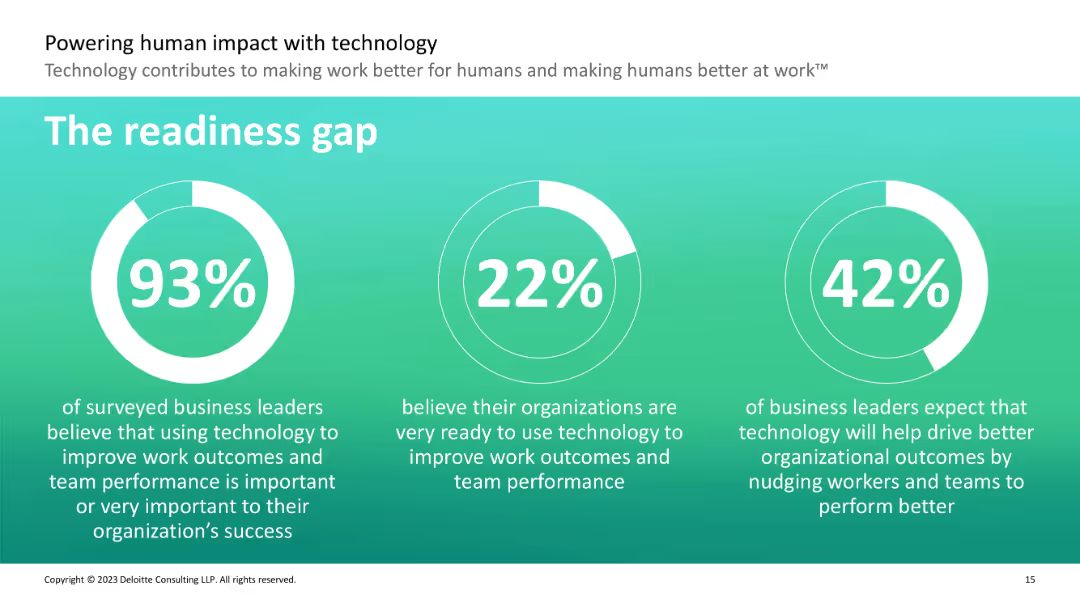 Powering human impact with technology
Technology contributes to making work better for humans and making humans better at work™
The readiness gap
93%
of surveyed business leaders
believe that using technology to
improve work outcomes and
team performance is important
or very important to their
organization’s success
22%
believe their organizations are
very ready to use technology to
improve work outcomes and
team performance
42%
of business leaders expect that
technology will help drive better
organizational outcomes by
nudging workers and teams to
perform better
Copyright © 2023 Deloitte Consulting LLP. All rights reserved.
15